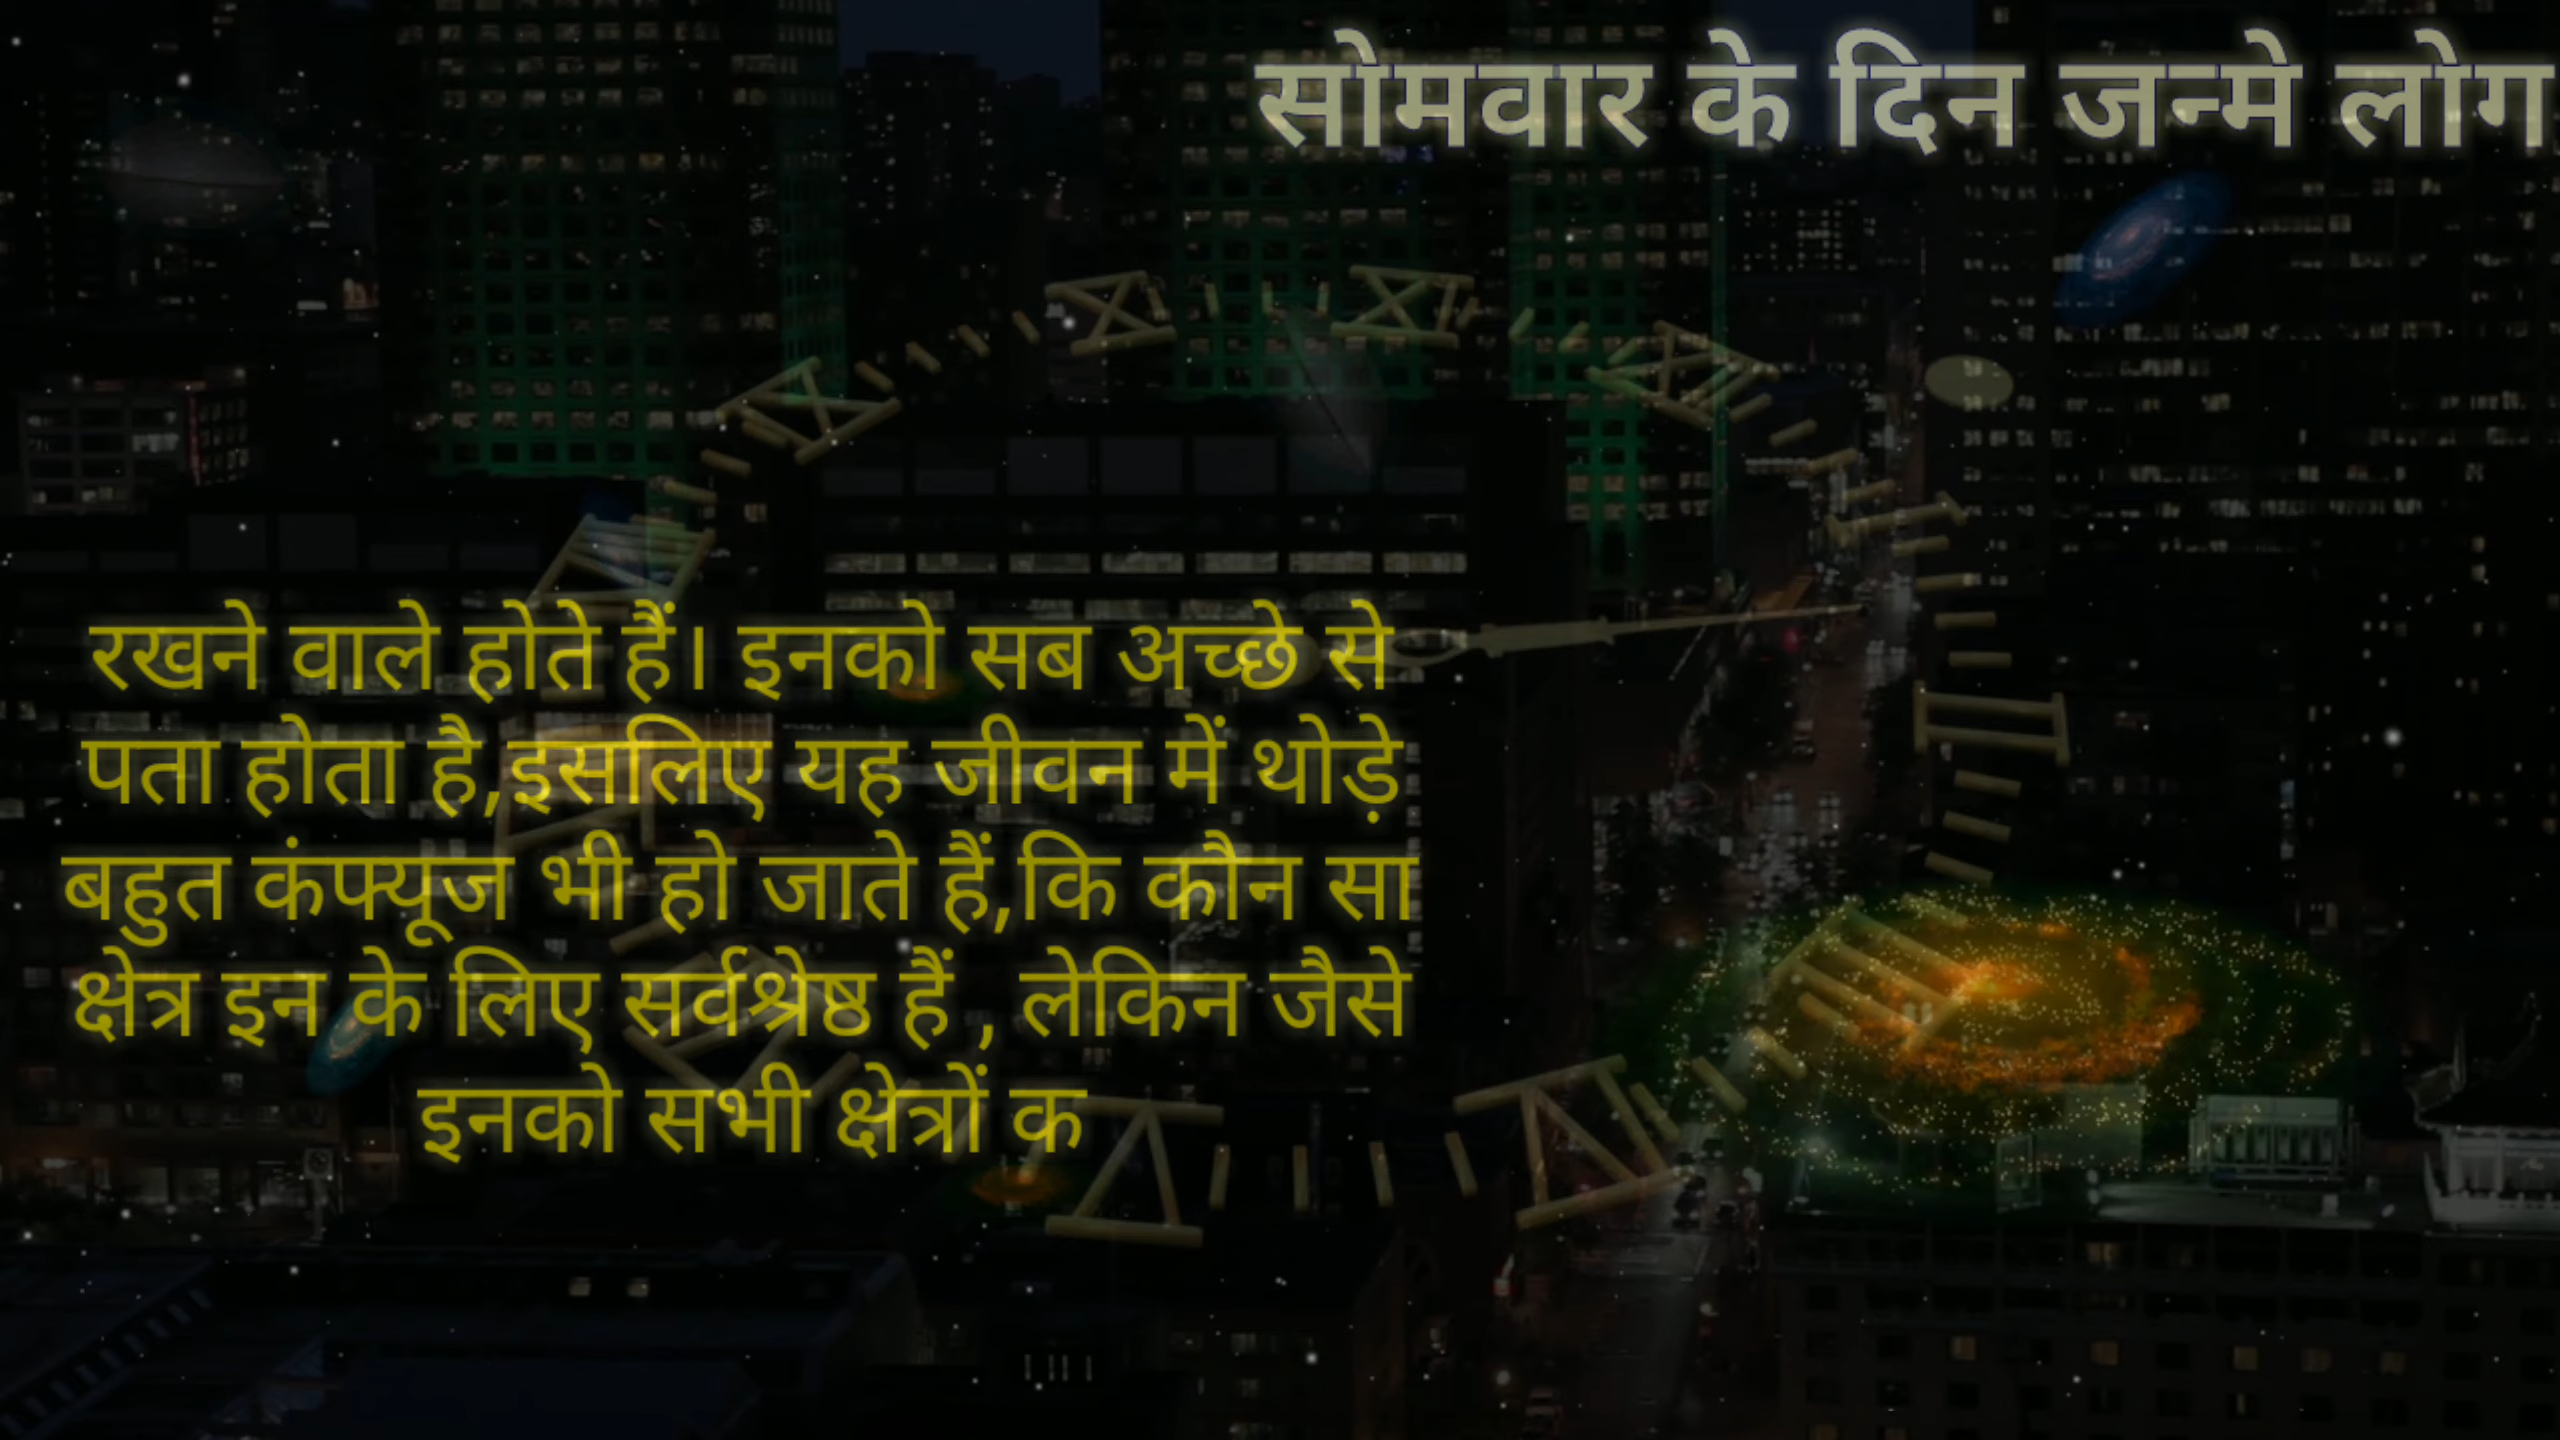 सोमवार के दिन जन्मे लोग
रखने वाले होते हैं। इनको सब अच्छे से
पता होता है,इसलिए यह जीवन में थोड़े
बहुत कंफ्यूज भी हो जाते हैं,कि कौन सा
क्षेत्र इन के लिए सर्वश्रेष्ठ हैं , लेकिन जैसे
इनको सभी क्षेत्रों क